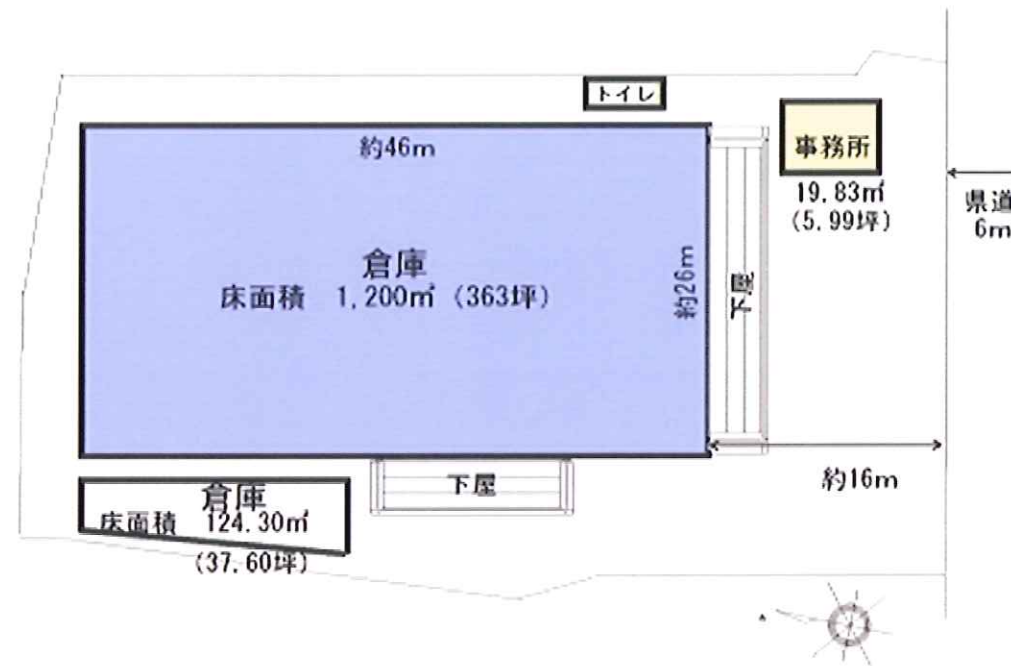 トイレ
約46m
事務所
19.83㎡
(5.99坪)
県道
6m
倉庫
床面積 1,200㎡ (363坪)
約26m
下屋
約16m
下屋
倉庫
床面積 124.30㎡
(37.60坪)